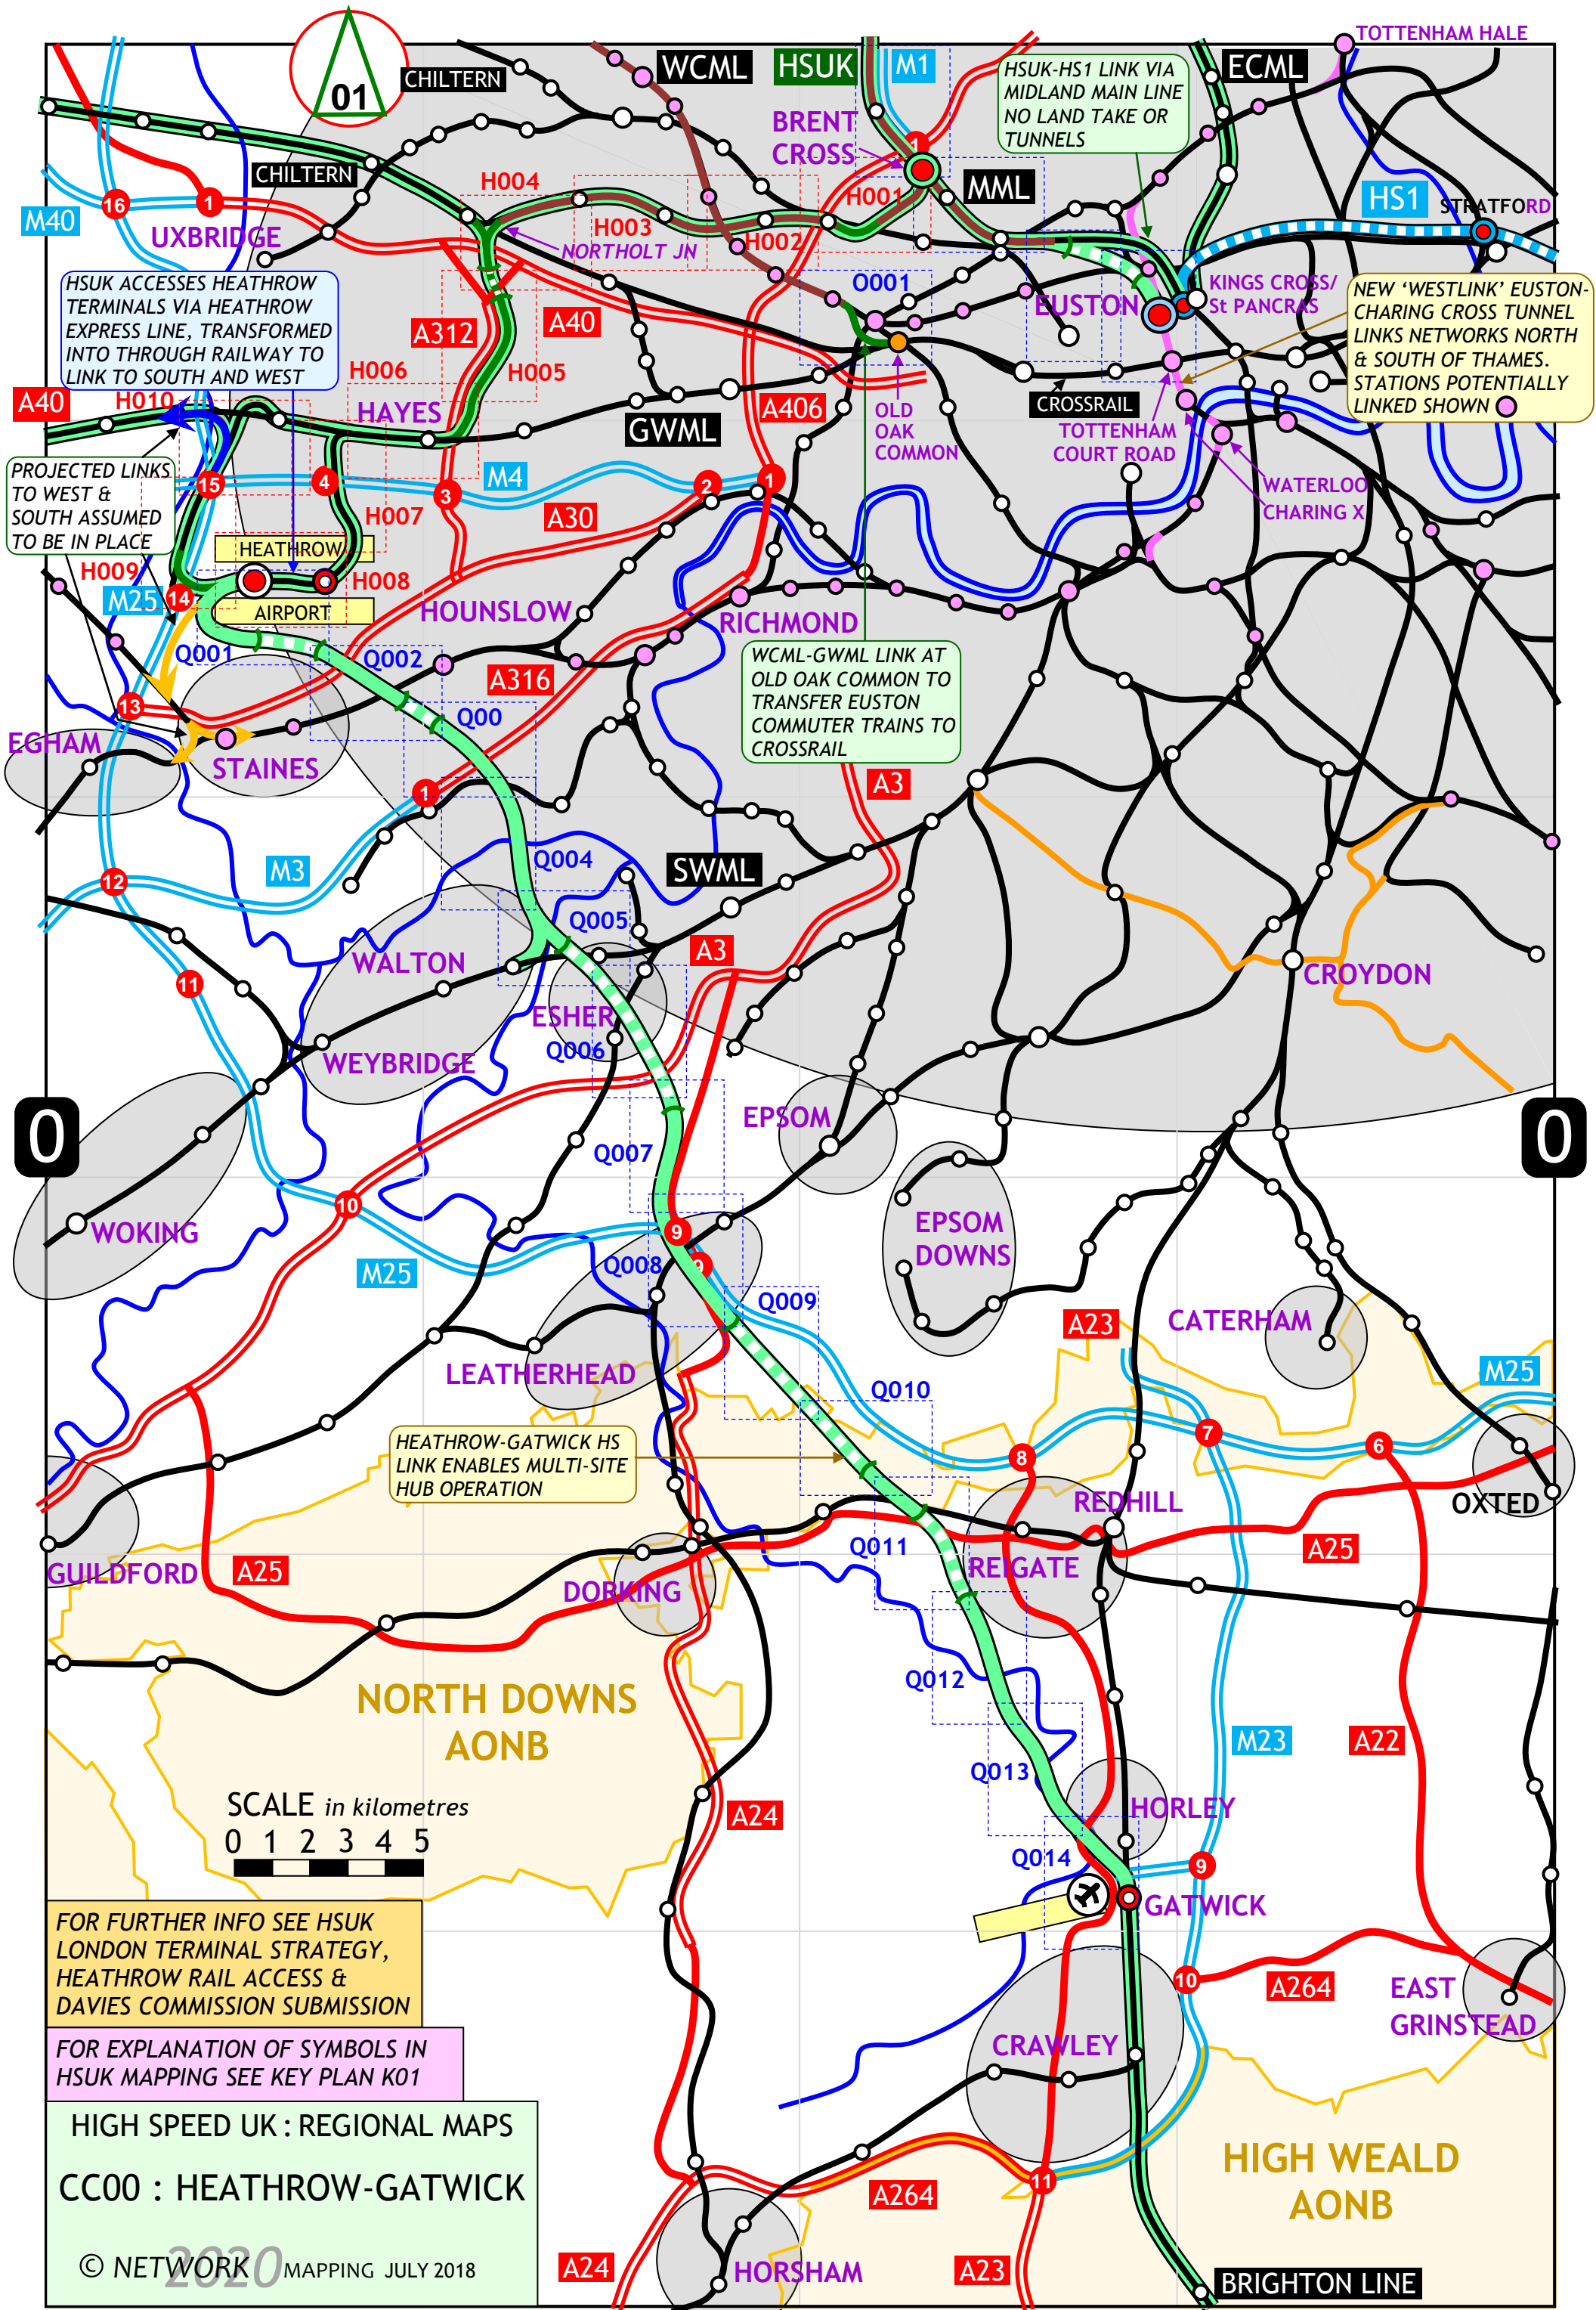 TOTTENHAM HALE
01
CHILTERN
WCML
HSUK
M1
HSUK-HS1 LINK VIA
MIDLAND MAIN LINE
NO LAND TAKE OR
TUNNELS
ECML
BRENT
CROSS
1
CHILTERN
H004
H001
MML
HS1
STRATFORD
16
1
M40
UXBRIDGE
H003
H002
NORTHOLT JN
HSUK ACCESSES HEATHROW
TERMINALS VIA HEATHROW
EXPRESS LINE, TRANSFORMED
INTO THROUGH RAILWAY TO
LINK TO SOUTH AND WEST
O001
EUSTON
KINGS CROSS/
St PANCRAS
NEW ‘WESTLINK’ EUSTON-
CHARING CROSS TUNNEL
LINKS NETWORKS NORTH
& SOUTH OF THAMES.
STATIONS POTENTIALLY
LINKED SHOWN
A312
A40
H006
H005
A40
H010
HAYES
GWML
A406
OLD
OAK
COMMON
CROSSRAIL
TOTTENHAM
COURT ROAD
PROJECTED LINKS
TO WEST &
SOUTH ASSUMED
TO BE IN PLACE
15
4
3
M4
2
1
WATERLOO
CHARING X
A30
H007
HEATHROW
H009
H008
M25
14
AIRPORT
HOUNSLOW
RICHMOND
Q001
Q002
A316
WCML-GWML LINK AT
OLD OAK COMMON TO
TRANSFER EUSTON
COMMUTER TRAINS TO
CROSSRAIL
13
Q00
EGHAM
STAINES
1
A3
M3
Q004
SWML
12
Q005
WALTON
A3
11
CROYDON
ESHER
Q006
WEYBRIDGE
0
EPSOM
0
Q007
10
WOKING
9
EPSOM
DOWNS
M25
Q008
9
Q009
CATERHAM
A23
LEATHERHEAD
M25
Q010
HEATHROW-GATWICK HS
LINK ENABLES MULTI-SITE
HUB OPERATION
8
7
6
REDHILL
OXTED
GUILDFORD
A25
Q011
REIGATE
A25
DORKING
Q012
NORTH DOWNS
AONB
M23
A22
Q013
SCALE in kilometres
0 1 2 3 4 5
A24
HORLEY
Q014
9
GATWICK
FOR FURTHER INFO SEE HSUK
LONDON TERMINAL STRATEGY,
HEATHROW RAIL ACCESS &
DAVIES COMMISSION SUBMISSION
10
A264
EAST
GRINSTEAD
FOR EXPLANATION OF SYMBOLS IN
HSUK MAPPING SEE KEY PLAN K01
CRAWLEY
HIGH SPEED UK : REGIONAL MAPS
CC00 : HEATHROW-GATWICK
© NETWORK 2020 MAPPING JULY 2018
HIGH WEALD
AONB
11
A264
A24
HORSHAM
A23
BRIGHTON LINE